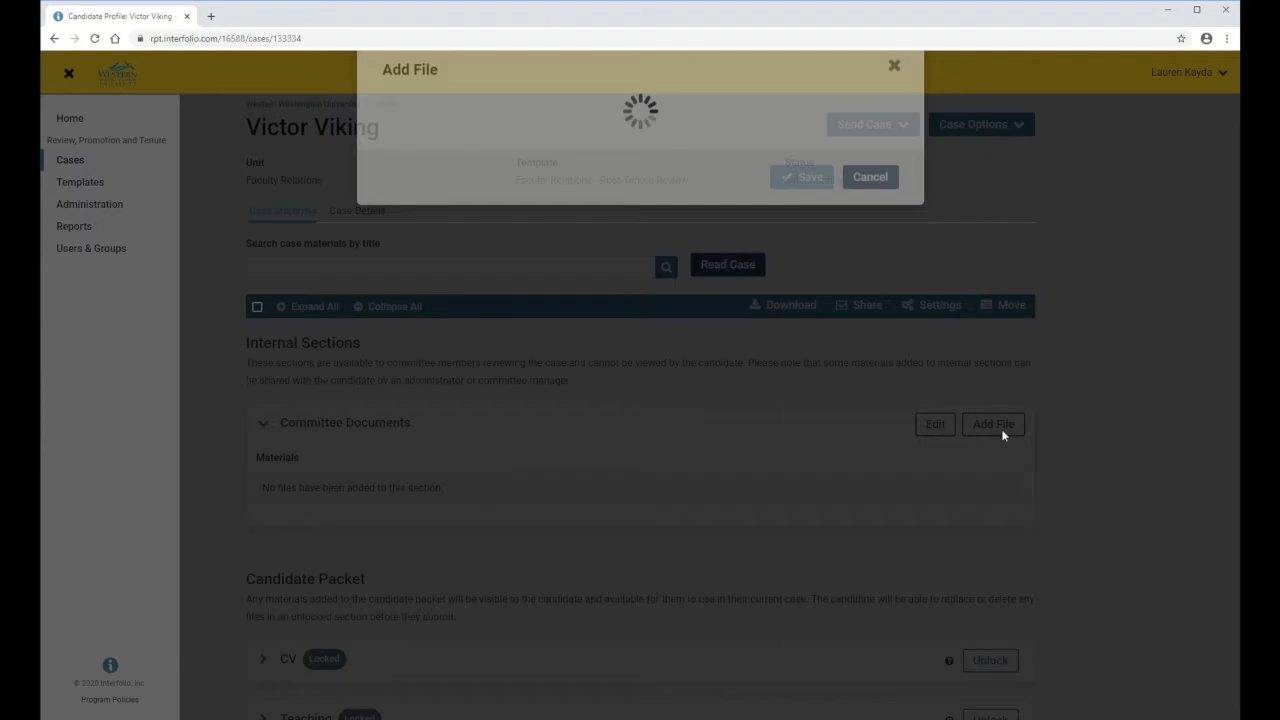 Candidate Profile: Victor Viking
rpt.interfolio.com/16588/cases/133334
WESTERN
Lauren Kayda
Add File
Home
Review, Promotion and Tenure
Cases
Templates
Administration
Reports
Users & Groups
Western Washington University
Victor Viking
Send Case
Case Options
Unit
Template
Status
Faculty Relations
Faculty Relations - Post-Tenure Review
Save
Cancel
Case Materials
Case Details
Search case materials by title
Read Case
Expand All
Collapse All
Download
Share
Settings
Move
Internal Sections
These sections are available to committee members reviewing the case and cannot be viewed by the candidate. Please note that some materials added to internal sections can
be shared with the candidate by an administrator or committee manager.
Committee Documents
Edit
Add File
Materials
No files have been added to this section.
Candidate Packet
Any materials added to the candidate packet will be visible to the candidate and available for them to use in their current case. The candidate will be able to replace or delete any
files in an unlocked section before they submit.
CV
Locked
Unlock
Teaching
Locked
Unlock
© 2020 Interfolio, Inc.
Program Policies